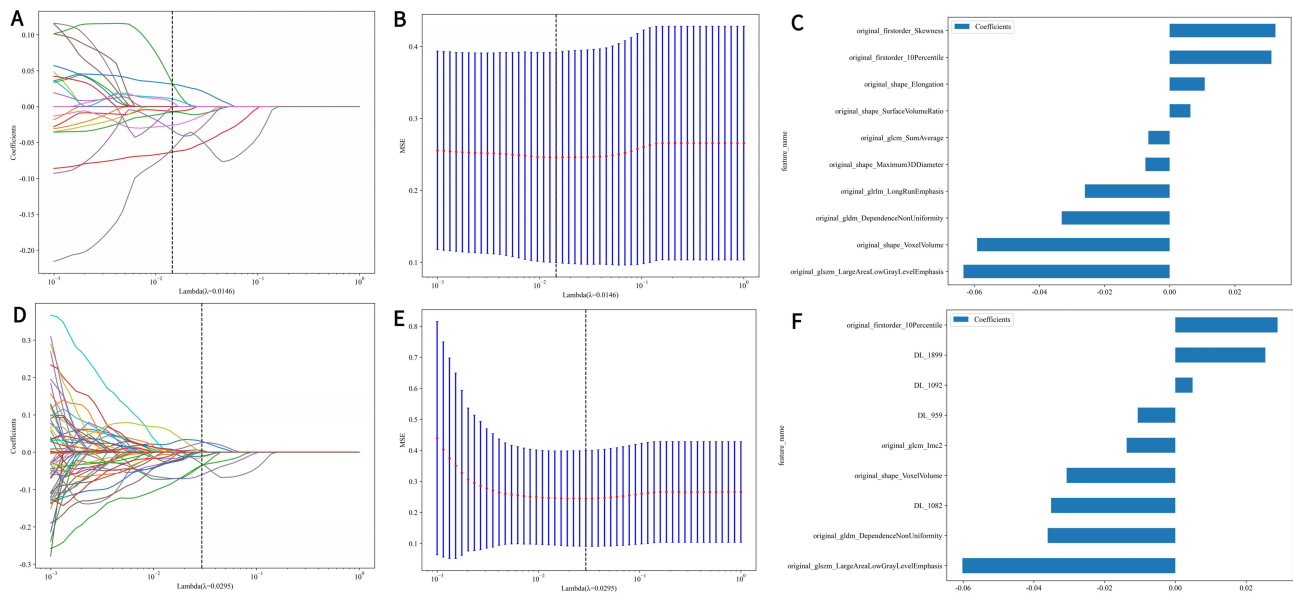 A
0.10
0.05
0.00
-0.05
-0.10
-0.15
-0.20
Coefficients
10⁻³
10⁻²
10⁻¹
10⁰
Lambda(λ=0.0146)
B
0.4
0.3
0.2
0.1
MSE
10⁻³
10⁻²
10⁻¹
10⁰
Lambda(λ=0.0146)
C
Coefficients
feature_name
original_firstorder_Skewness
original_firstorder_10Percentile
original_shape_Elongation
original_shape_SurfaceVolumeRatio
original_glcm_SumAverage
original_shape_Maximum3DDiameter
original_glrlm_LongRunEmphasis
original_gldm_DependenceNonUniformity
original_shape_VoxelVolume
original_glszm_LargeAreaLowGrayLevelEmphasis
-0.06
-0.04
-0.02
0.00
0.02
D
0.3
0.2
0.1
0.0
-0.1
-0.2
-0.3
Coefficients
10⁻³
10⁻²
10⁻¹
10⁰
Lambda(λ=0.0295)
E
0.8
0.7
0.6
0.5
0.4
0.3
0.2
0.1
MSE
10⁻³
10⁻²
10⁻¹
10⁰
Lambda(λ=0.0295)
F
Coefficients
feature_name
original_firstorder_10Percentile
DL_1899
DL_1092
DL_959
original_glcm_Imc2
original_shape_VoxelVolume
DL_1082
original_gldm_DependenceNonUniformity
original_glszm_LargeAreaLowGrayLevelEmphasis
-0.06
-0.04
-0.02
0.00
0.02